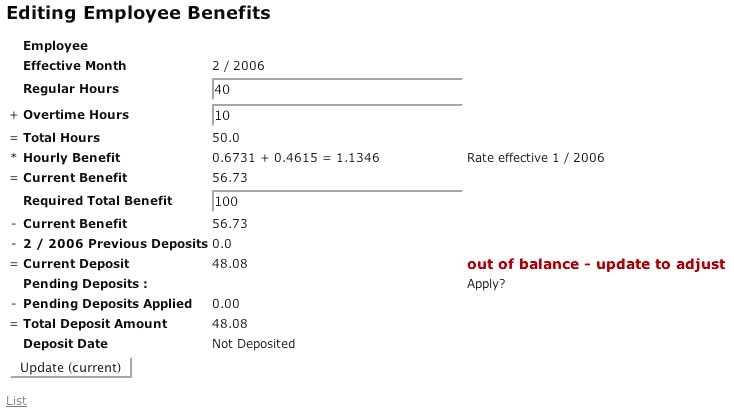 Editing Employee Benefits
Employee
Effective Month 2 / 2006
Regular Hours 40
+ Overtime Hours 10
= Total Hours 50.0
* Hourly Benefit 0.6731 + 0.4615 = 1.1346 Rate effective 1 / 2006
= Current Benefit 56.73
Required Total Benefit 100
- Current Benefit 56.73
- 2 / 2006 Previous Deposits 0.0
= Current Deposit 48.08 out of balance - update to adjust
Pending Deposits : Apply?
- Pending Deposits Applied 0.00
= Total Deposit Amount 48.08
Deposit Date Not Deposited
Update (current)
List